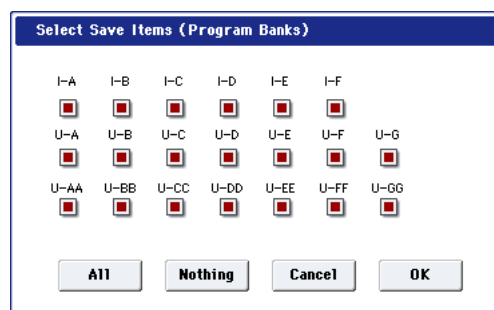 Select Save Items (Program Banks)
I-A I-B I-C I-D I-E I-F
U-A U-B U-C U-D U-E U-F U-G
U-AA U-BB U-CC U-DD U-EE U-FF U-GG
All Nothing Cancel OK